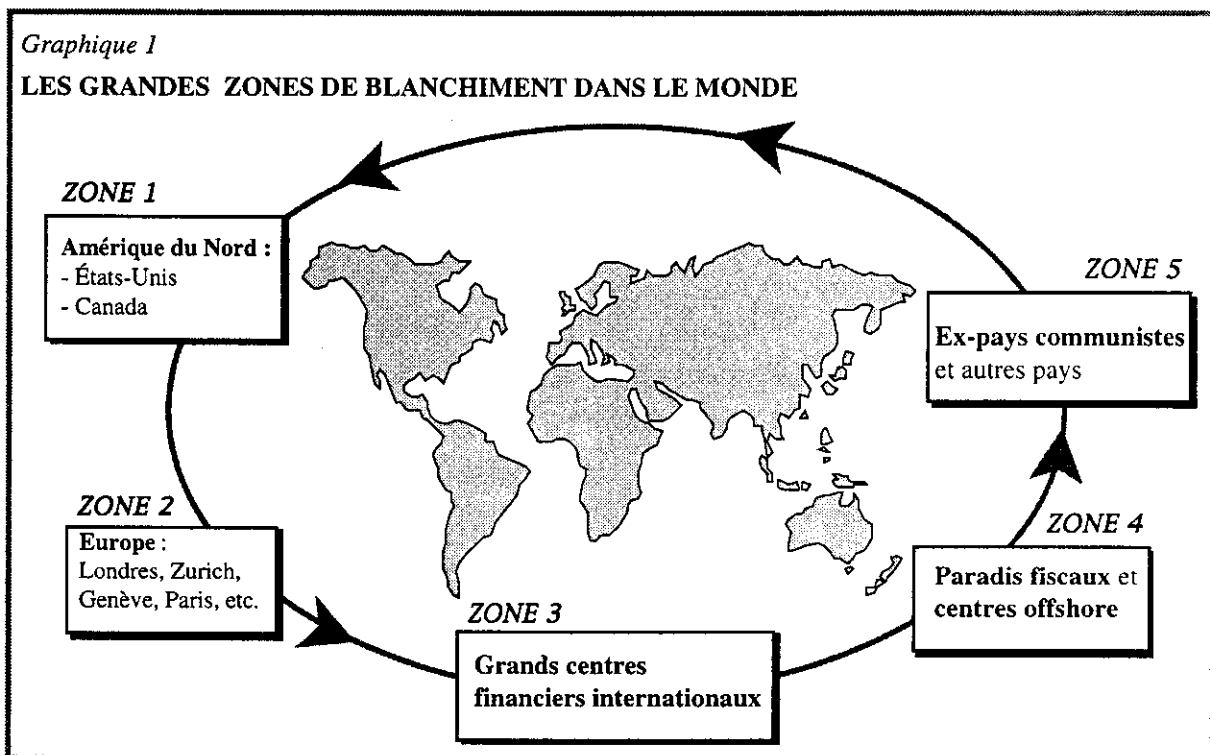 Graphique 1
LES GRANDES ZONES DE BLANCHIMENT DANS LE MONDE
ZONE 1
Amérique du Nord :
- États-Unis
- Canada
ZONE 2
Europe :
Londres, Zurich,
Genève, Paris, etc.
ZONE 3
Grands centres
financiers internationaux
ZONE 4
Paradis fiscaux et
centres offshore
ZONE 5
Ex-pays communistes
et autres pays